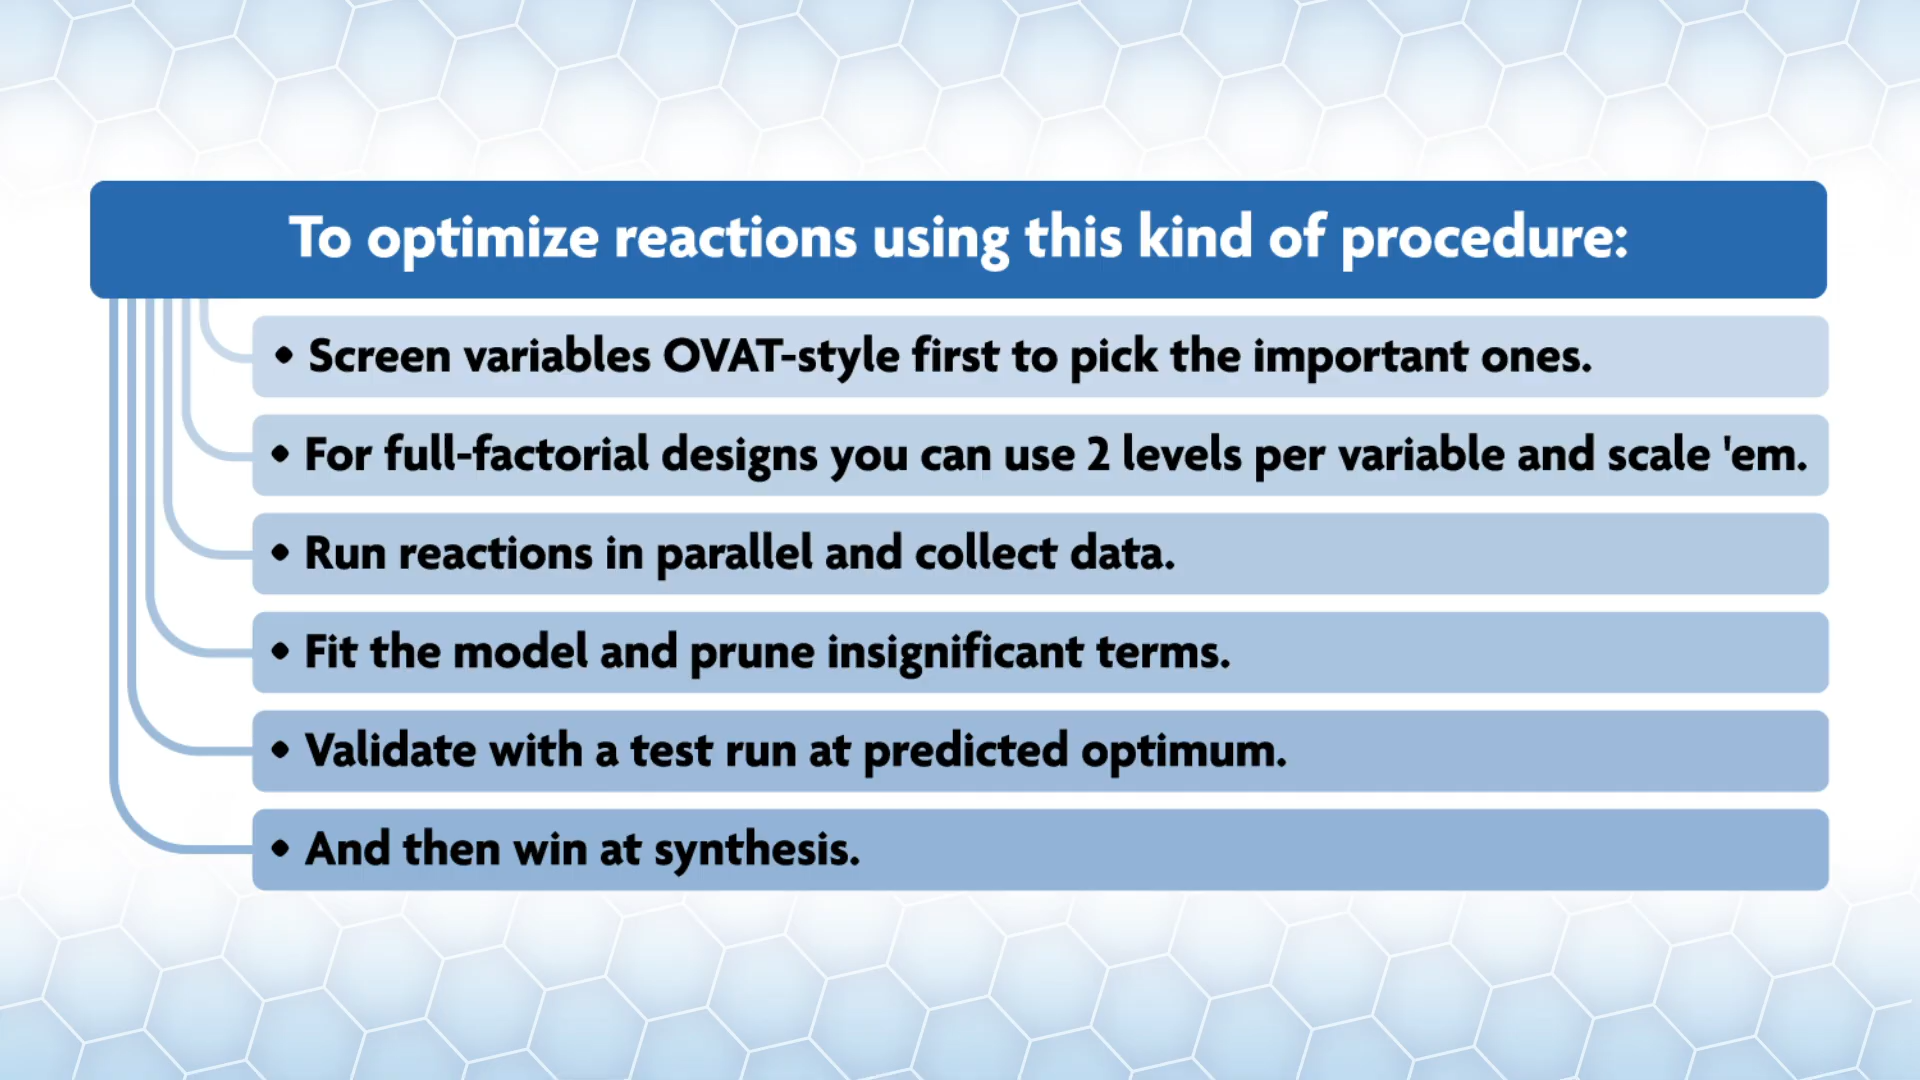 To optimize reactions using this kind of procedure:
• Screen variables OVAT-style first to pick the important ones.
• For full-factorial designs you can use 2 levels per variable and scale 'em.
• Run reactions in parallel and collect data.
• Fit the model and prune insignificant terms.
• Validate with a test run at predicted optimum.
• And then win at synthesis.